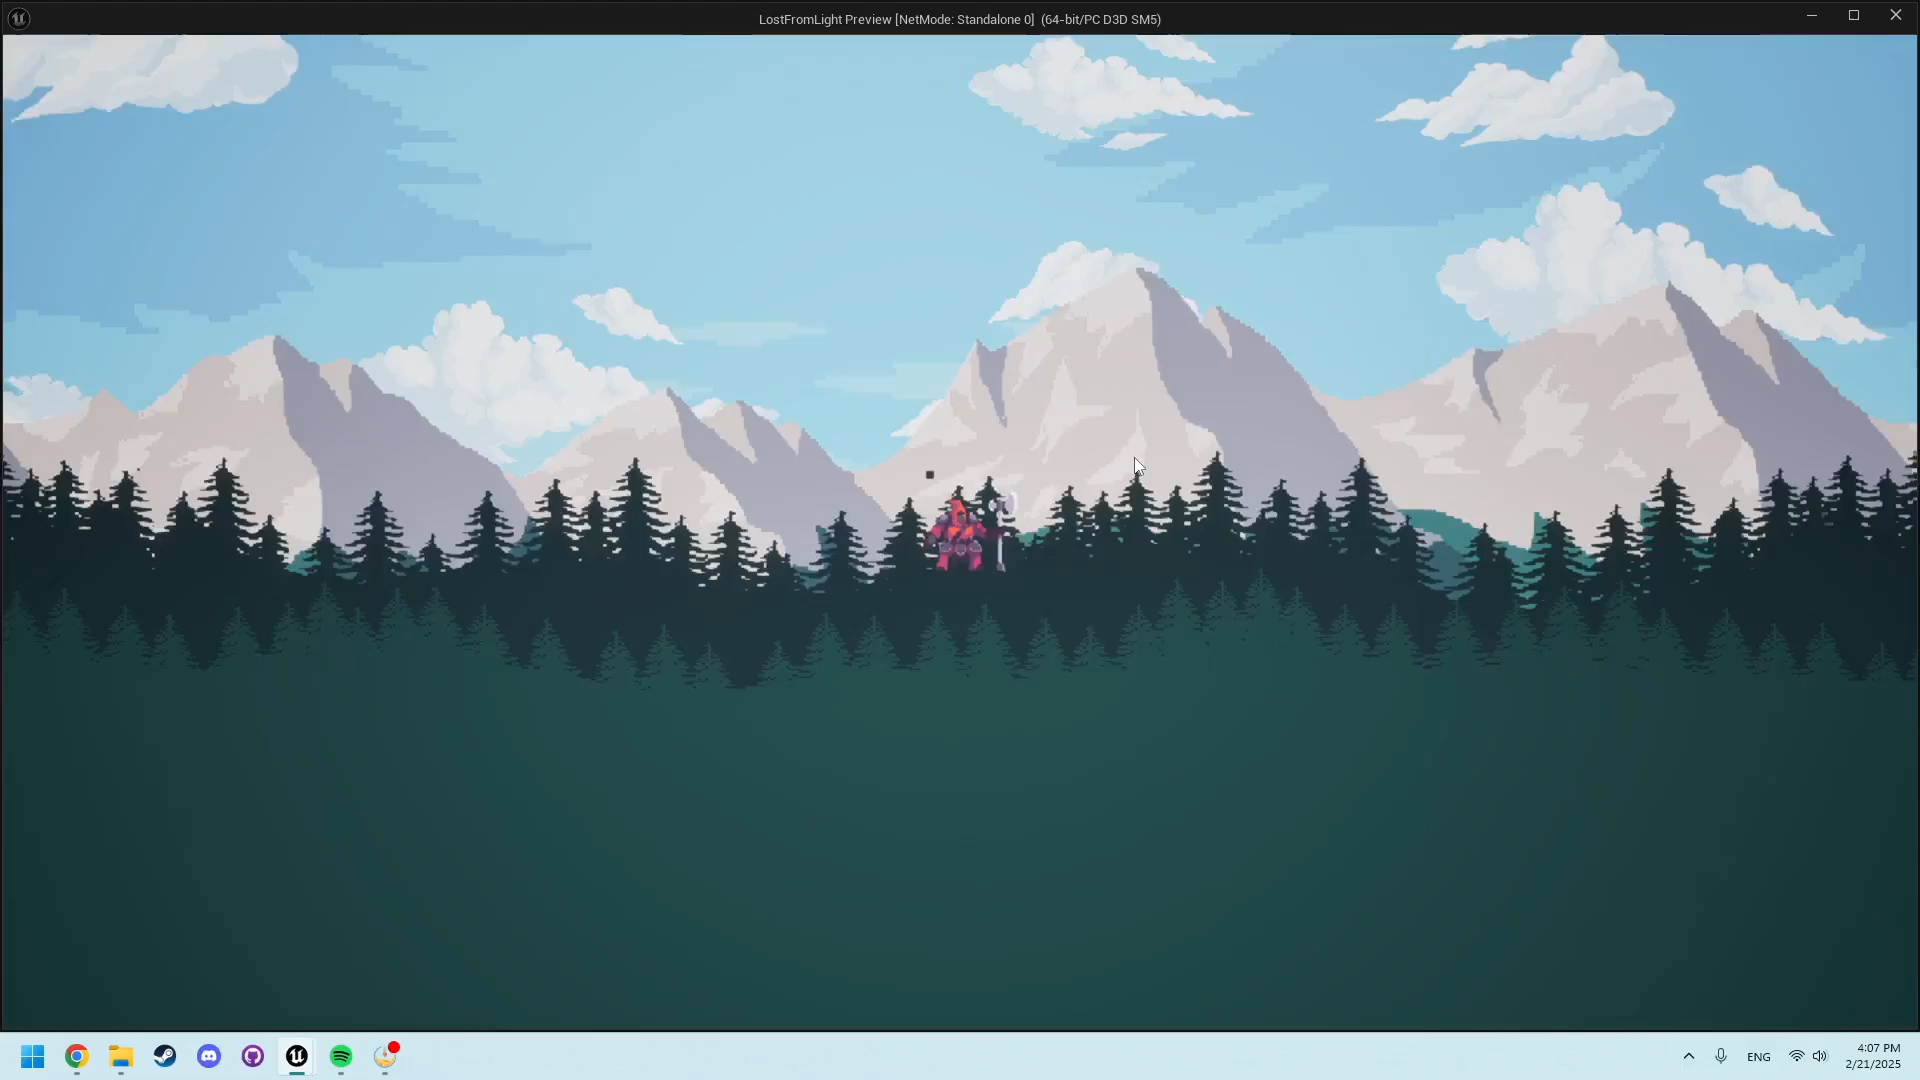 LostFromLight Preview [NetMode: Standalone 0]  (64-bit/PC D3D SM5)
ENG
4:07 PM
2/21/2025